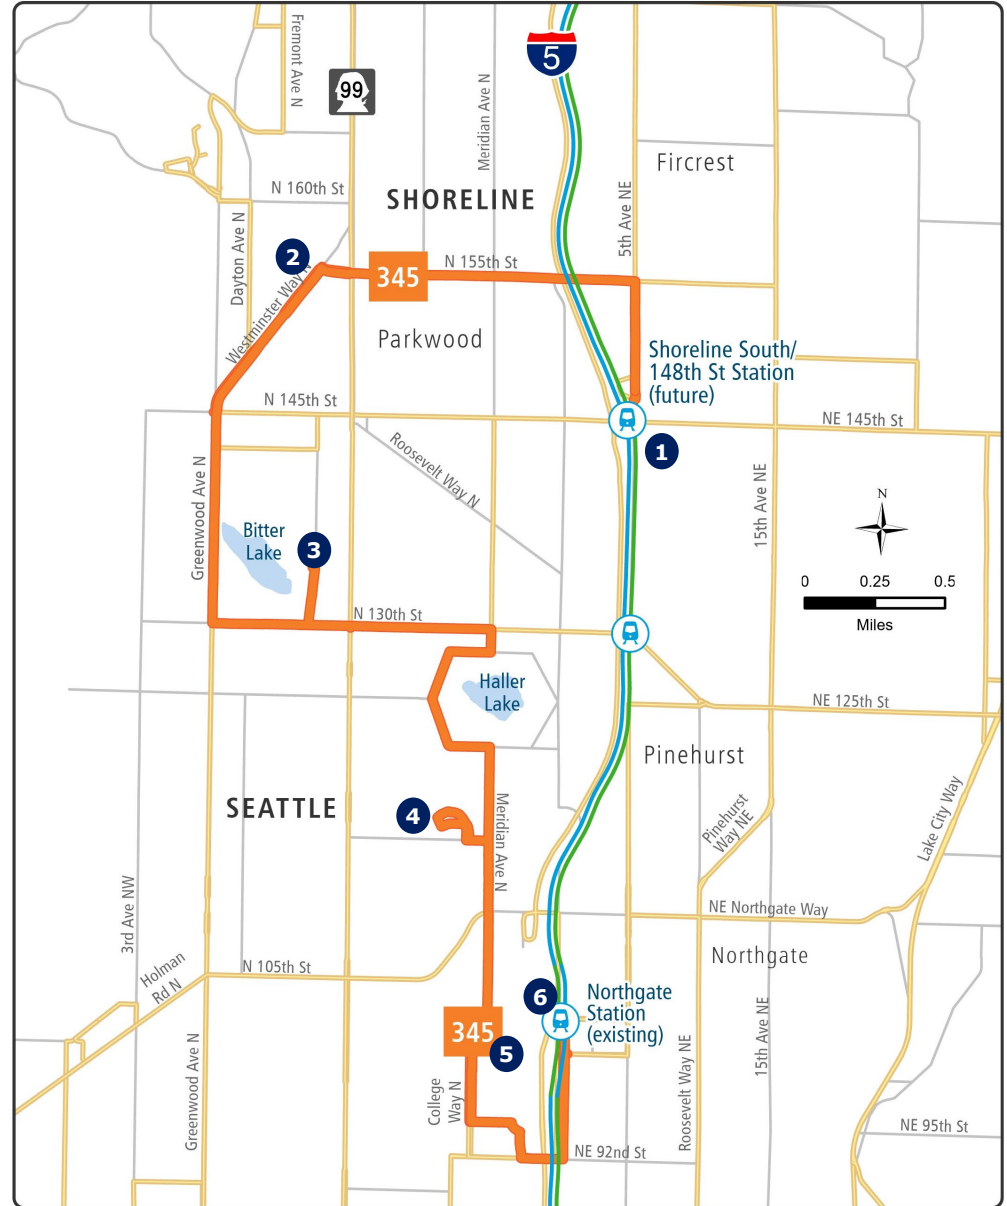 Fremont Ave N
99
Meridian Ave N
5
Fircrest
N 160th St
SHORELINE
5th Ave NE
Dayton Ave N
2
N 155th St
345
Westminster Way N
Parkwood
Shoreline South/
148th St Station
(future)
N 145th St
NE 145th St
1
Roosevelt Way N
Greenwood Ave N
15th Ave NE
N
Bitter
Lake
3
0 0.25 0.5
Miles
N 130th St
Haller
Lake
NE 125th St
Pinehurst
SEATTLE
4
Meridian Ave N
Pinehurst
Way NE
Lake City Way
3rd Ave NW
NE Northgate Way
Northgate
Holman
Rd N
N 105th St
6
Northgate
Station
(existing)
345
5
15th Ave NE
Greenwood Ave N
College
Way N
Roosevelt Way NE
NE 92nd St
NE 95th St